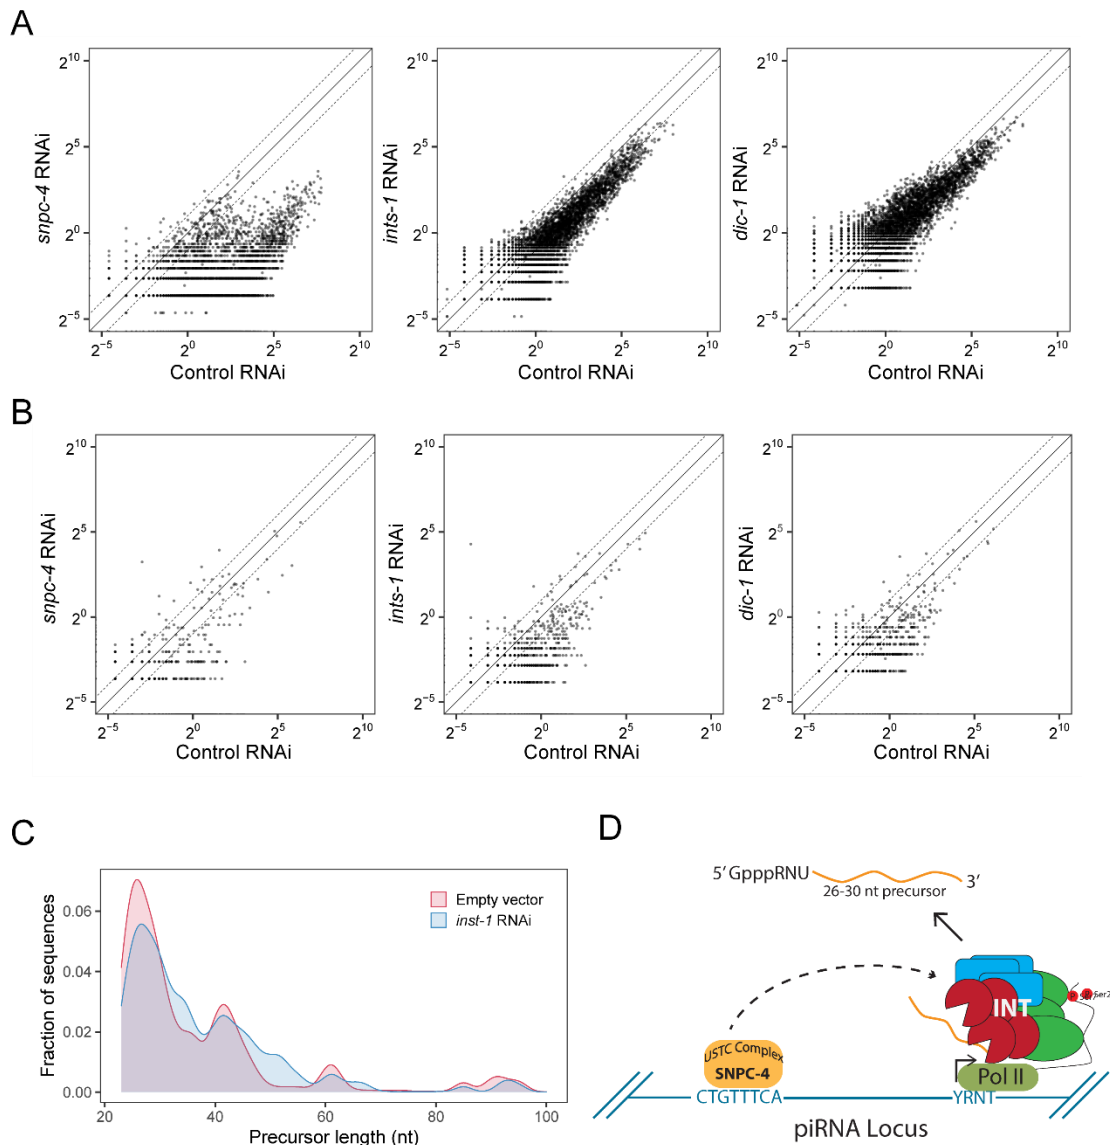 A
2^10
2^5
2^0
2^-5
snpc-4 RNAi
2^-5 2^0 2^5 2^10
Control RNAi
2^10
2^5
2^0
2^-5
ints-1 RNAi
2^-5 2^0 2^5 2^10
Control RNAi
2^10
2^5
2^0
2^-5
dic-1 RNAi
2^-5 2^0 2^5 2^10
Control RNAi
B
2^10
2^5
2^0
2^-5
snpc-4 RNAi
2^-5 2^0 2^5 2^10
Control RNAi
2^10
2^5
2^0
2^-5
ints-1 RNAi
2^-5 2^0 2^5 2^10
Control RNAi
2^10
2^5
2^0
2^-5
dic-1 RNAi
2^-5 2^0 2^5 2^10
Control RNAi
C
Fraction of sequences
0.06
0.04
0.02
0.00
Empty vector
inst-1 RNAi
20 40 60 80 100
Precursor length (nt)
D
5′ GpppRNU 3′
26-30 nt precursor
INT
P P Ser2
USTC Complex
SNPC-4
Pol II
CTGTTTCA YRNT
piRNA Locus